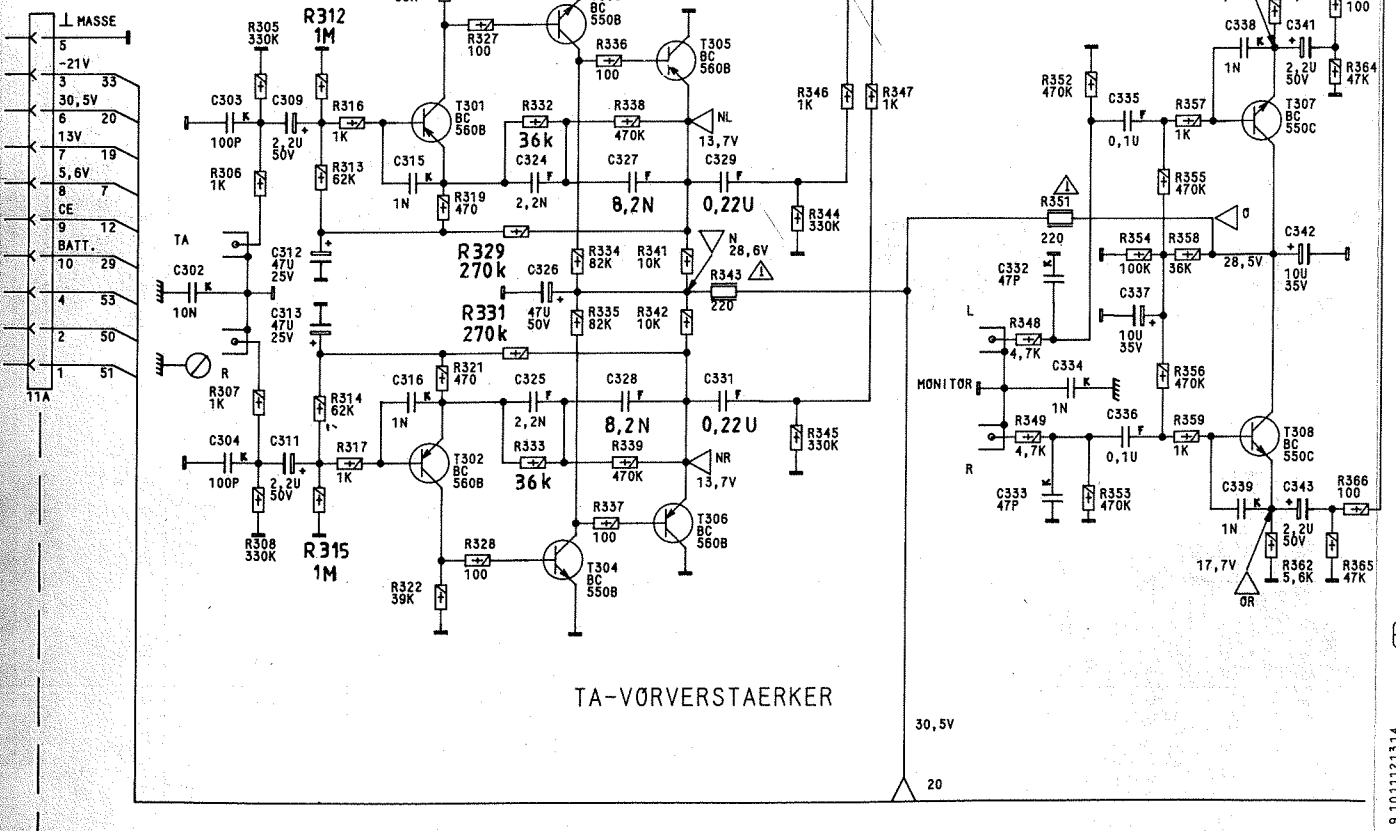 ⊥ MASSE
5
-21V
3 33
30,5V
6 20
13V
7 19
5,6V
8 7
CE
9 12
BATT.
10 29
4 53
2 50
1 51
11A
R305
330K
R312
1M
C303 K
100P
C309
2,2U +
50V
R316
1K
T301
BC
560B
R306
1K
R313
62K
C315
K
1N
R319
470
R327
100
550B
R336
100
T305
BC
560B
R332
36k
R338
470K
NL
13,7V
C324
F
2,2N
C327
F
8,2N
C329
F
0,22U
R346
1K
R347
1K
R344
330K
TA
C302
K
10N
R
C312
47U
25V
+
C313
47U
25V
+
R329
270k
R331
270k
R334
82K
R341
10K
N
28,6V
R343
220
C326
+
47U
50V
R335
82K
R342
10K
R307
1K
R314
62K
C316
K
1N
R321
470
C325
F
2,2N
C328
F
8,2N
C331
F
0,22U
R345
330K
C304 K
100P
C311
2,2U +
50V
R317
1K
T302
BC
560B
R333
36k
R339
470K
NR
13,7V
R308
330K
R315
1M
R337
100
T306
BC
560B
R328
100
T304
BC
550B
R322
39K
TA-VORVERSTAERKER
30,5V
20
R352
470K
C335
F
0,1U
R357
1K
C338
K
1N
C341
+
2,2U
50V
100
R364
47K
T307
BC
550C
R355
470K
R351
220
Ö
28,5V
C342
+
10U
35V
R354
100K
R358
36K
C332
47P
K
C337
+
10U
35V
L
R348
4,7K
MONITOR
C334
K
1N
R356
470K
R349
4,7K
R
C336
F
0,1U
R359
1K
T308
BC
550C
C333
47P
K
R353
470K
C339
K
1N
C343
+
2,2U
50V
R366
100
17,7V
R362
5,6K
R365
47K